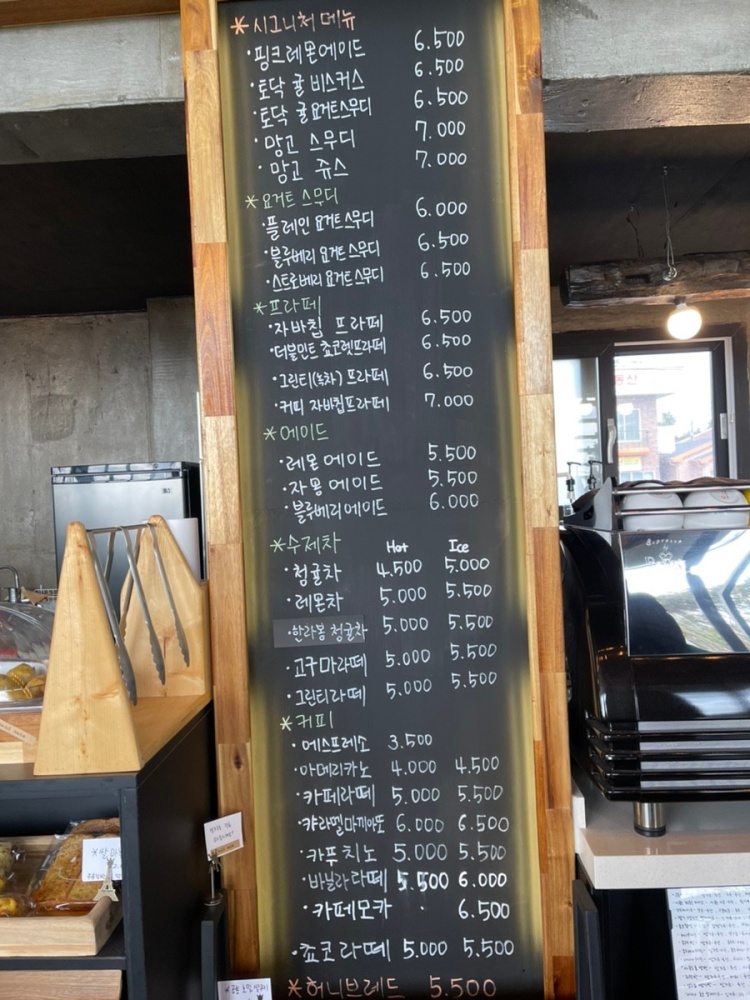 *시그니처 메뉴
·핑크레몬에이드 6.500
·토닥 귤 비스커스 6.500
·토닥 귤요거트스무디 6.500
·망고 스무디 7.000
·망고 쥬스 7.000
*요거트 스무디
·플레인 요거트스무디 6.000
·블루베리 요거트스무디 6.500
·스트로베리 요거트스무디 6.500
*프라페
·자바칩 프라페 6.500
·더블민트 쵸코렛프라페 6.500
·그린티(녹차) 프라페 6.500
·커피 자바칩프라페 7.000
*에이드
·레몬에이드 5.500
·자몽에이드 5.500
·블루베리에이드 6.000
*수제차 Hot Ice
·청귤차 4.500 5.000
·레몬차 5.000 5.500
·한라봉 청귤차 5.000 5.500
·고구마라떼 5.000 5.500
·그린티라떼 5.000 5.500
*커피
·에스프레소 3.500
·아메리카노 4.000 4.500
·카페라떼 5.000 5.500
·캬라멜마끼아또 6.000 6.500
·카푸치노 5.000 5.500
·바닐라라떼 5.500 6.000
·카페모카 · 6.500
·쵸코라떼 5.000 5.500
*허니브레드 5.500